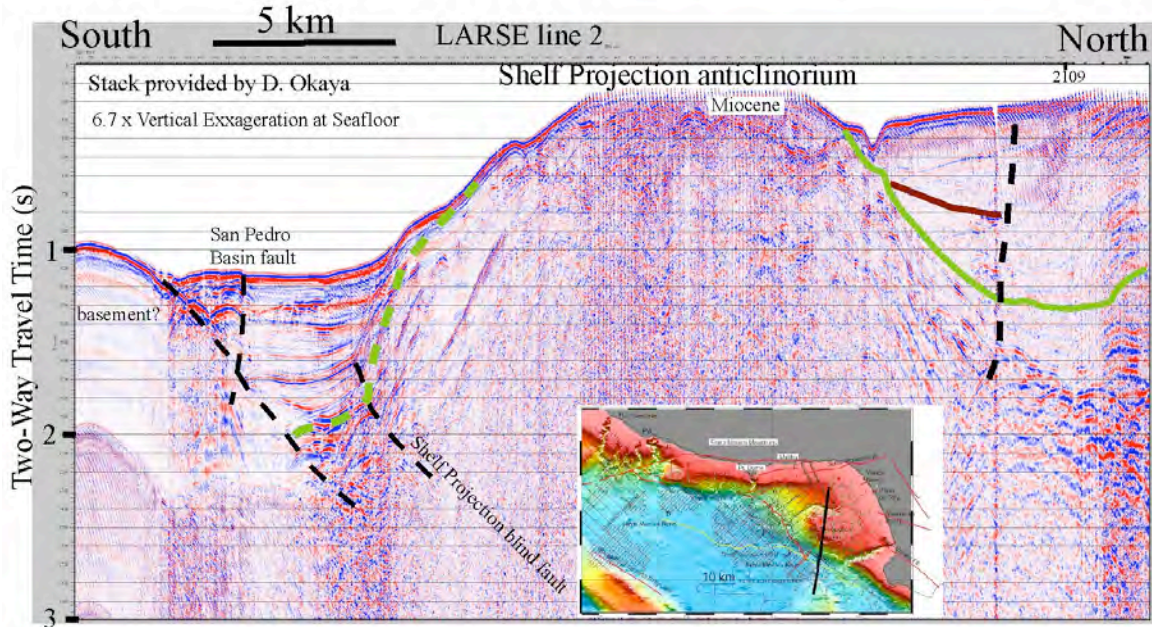 5 km
South
LARSE line 2
North
Stack provided by D. Okaya
Shelf Projection anticlinorium
2109
6.7 x Vertical Exxageration at Seafloor
Miocene
Two-Way Travel Time (s)
1
San Pedro
Basin fault
basement?
2
Shelf Projection blind fault
10 km
3